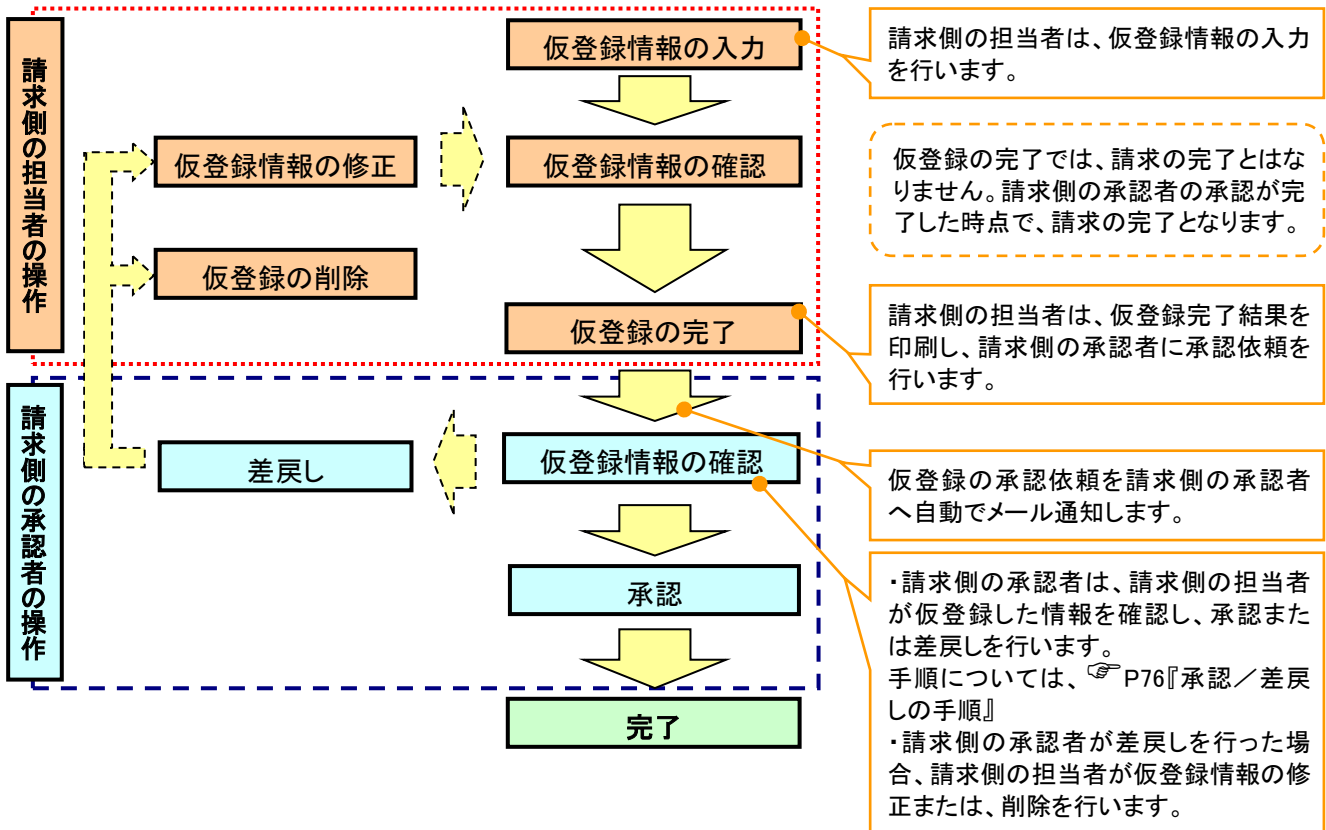 請求側の担当者の操作
仮登録情報の入力
仮登録情報の修正
仮登録情報の確認
仮登録の削除
仮登録の完了
請求側の承認者の操作
差戻し
仮登録情報の確認
承認
完了
請求側の担当者は、仮登録情報の入力
を行います。
仮登録の完了では、請求の完了とはな
りません。請求側の承認者の承認が完
了した時点で、請求の完了となります。
請求側の担当者は、仮登録完了結果を
印刷し、請求側の承認者に承認依頼を
行います。
仮登録の承認依頼を請求側の承認者
へ自動でメール通知します。
・請求側の承認者は、請求側の担当者
が仮登録した情報を確認し、承認また
は差戻しを行います。
手順については、☞P76『承認／差戻
しの手順』
・請求側の承認者が差戻しを行った場
合、請求側の担当者が仮登録情報の修
正または、削除を行います。